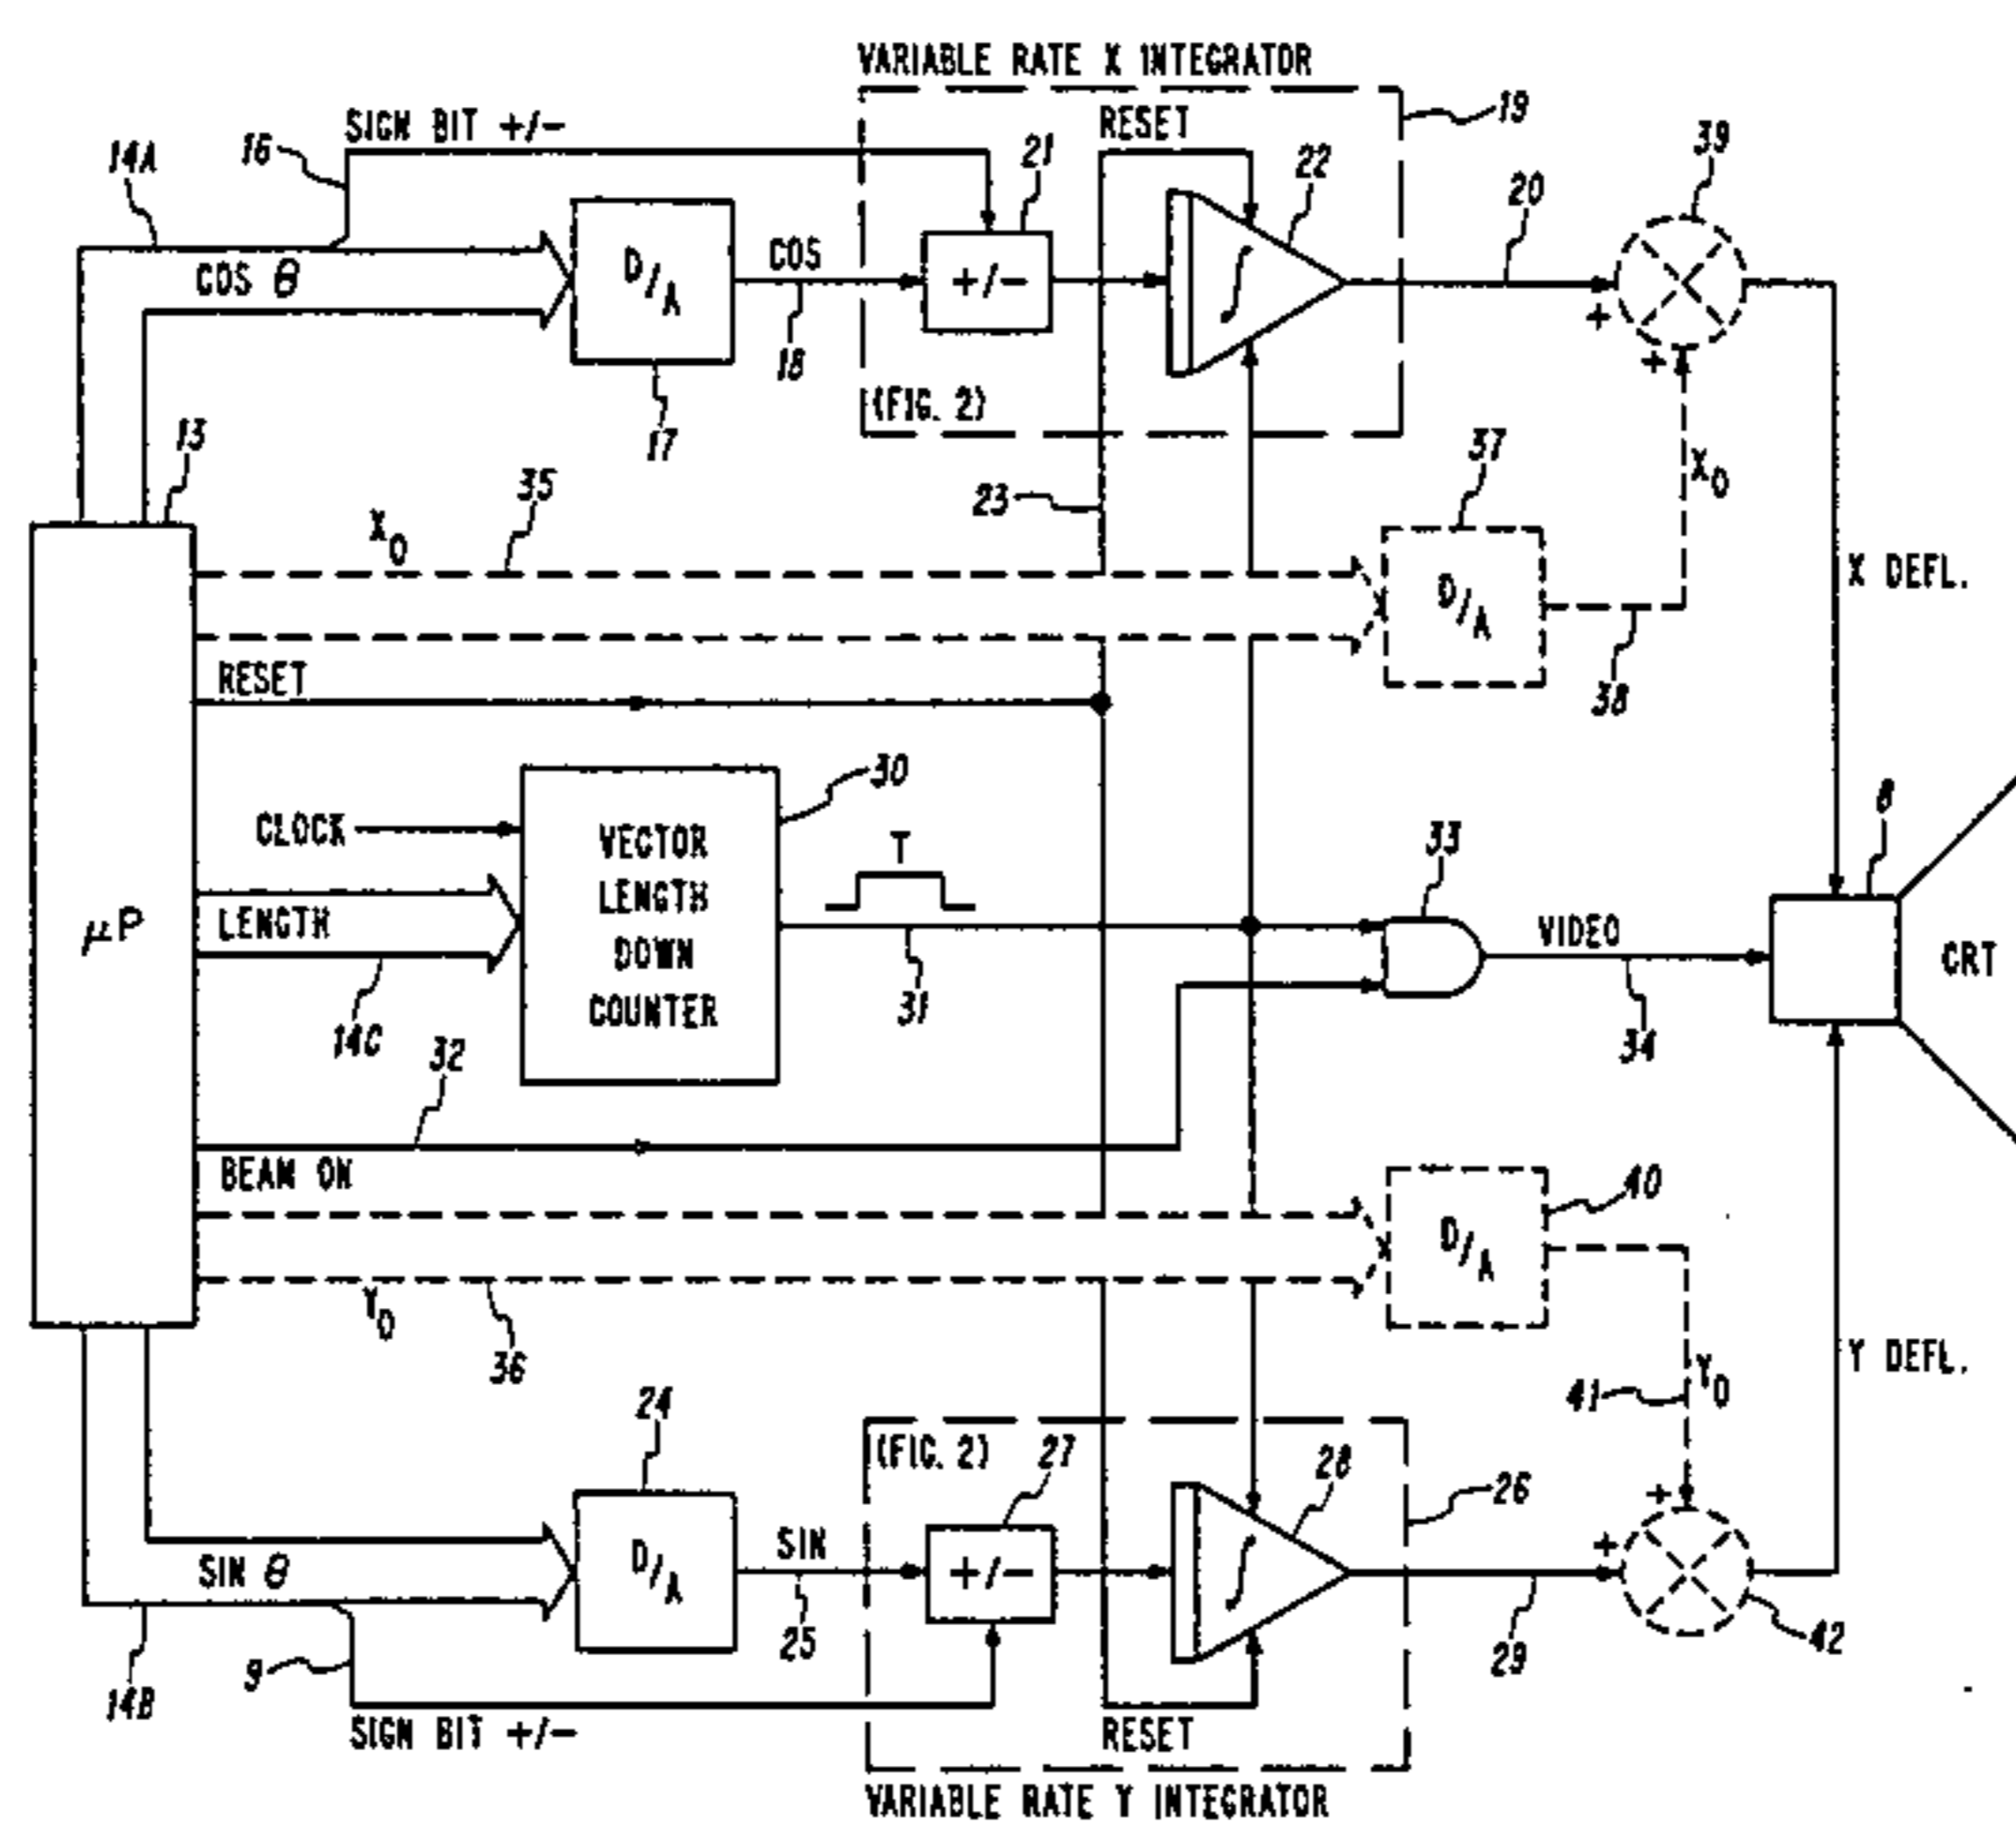 VARIABLE RATE X INTEGRATOR
19
SIGN BIT +/-
RESET
16
14A
21
22
39
20
D/A
COS
COS θ
+/-
∫
18
+
+
(FIG. 2)
17
13
35
37
X0
23
X0
D/A
X DEFL.
RESET
38
30
CLOCK
VECTOR
LENGTH
DOWN
COUNTER
T
33
8
μP
LENGTH
VIDEO
CRT
31
14C
32
34
BEAM ON
40
D/A
Y0
36
Y0
Y DEFL.
24
41
(FIG. 2)
27
28
26
+
SIN
+
SIN θ
D/A
+/-
∫
25
29
42
9
14B
SIGN BIT +/-
RESET
VARIABLE RATE Y INTEGRATOR